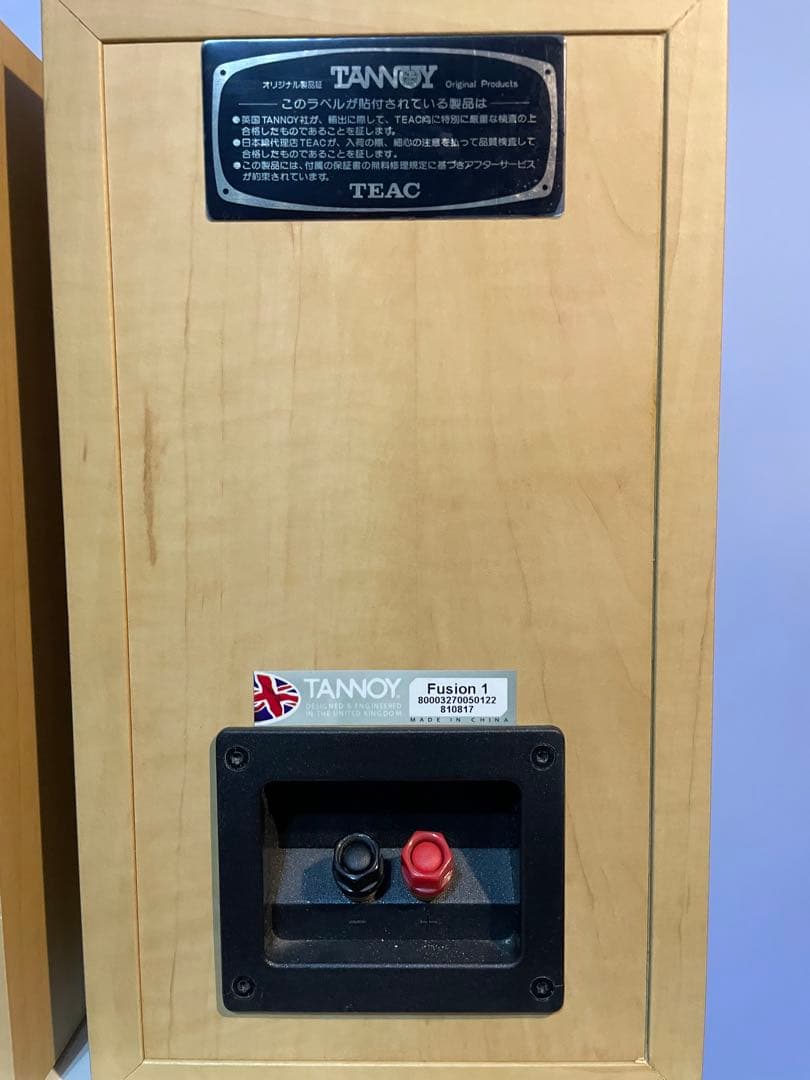 オリジナル製品証 TANNOY Original Products
このラベルが貼付されている製品は
●英国TANNOY社が、輸出に際して、TEAC向に特別に厳重な検査の上
合格したものであることを証します。
●日本総代理店TEACが、入荷の際、細心の注意を払って品質検査して
合格したものであることを証します。
●この製品には、付属の保証書の無料修理規定に基づきアフターサービス
が約束されています。
TEAC
TANNOY
DESIGNED & ENGINEERED
IN THE UNITED KINGDOM
Fusion 1
80003270050122
810817
MADE IN CHINA